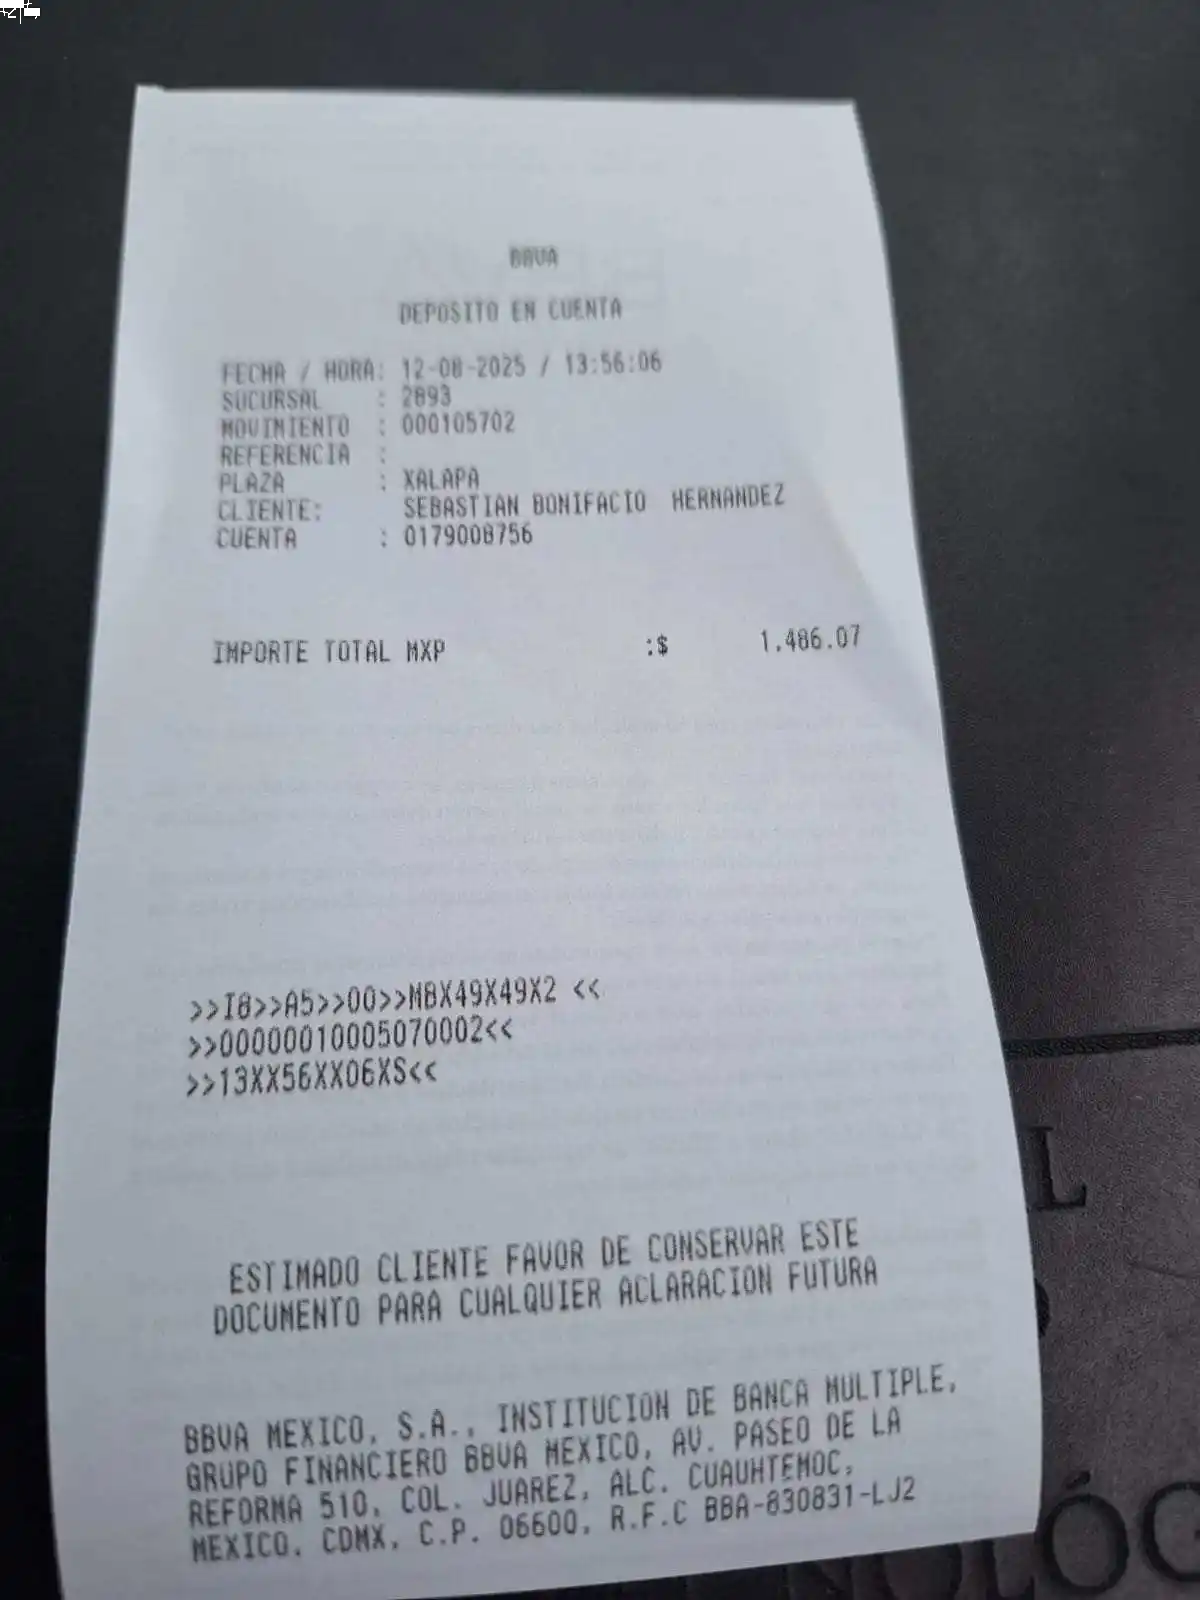 BBVA
DEPOSITO EN CUENTA
FECHA / HORA: 12-08-2025 / 13:56:06
SUCURSAL : 2893
MOVIMIENTO : 000105702
REFERENCIA :
PLAZA : XALAPA
CLIENTE: SEBASTIAN BONIFACIO HERNANDEZ
CUENTA : 0179008756
IMPORTE TOTAL MXP :$ 1,486.07
>>I8>>A5>>00>>M8X49X49X2 <<
>>00000010005070002<<
>>13XX56XX06XS<<
ESTIMADO CLIENTE FAVOR DE CONSERVAR ESTE
DOCUMENTO PARA CUALQUIER ACLARACION FUTURA
BBVA MEXICO, S.A., INSTITUCION DE BANCA MULTIPLE,
GRUPO FINANCIERO BBVA MEXICO, AV. PASEO DE LA
REFORMA 510, COL. JUAREZ, ALC. CUAUHTEMOC,
MEXICO, CDMX, C.P. 06600, R.F.C BBA-830831-LJ2